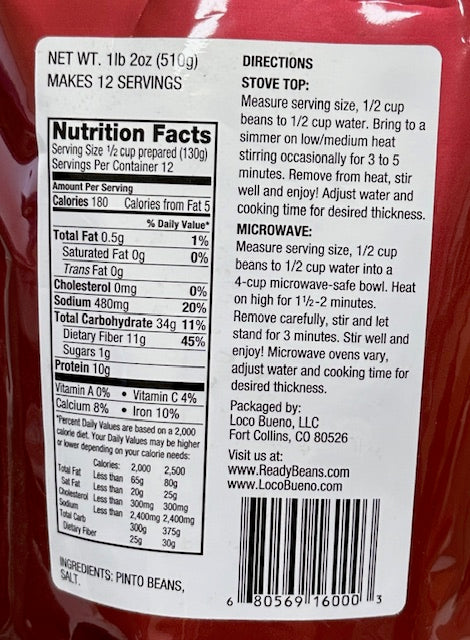 NET WT. 1lb 2oz (510g)
MAKES 12 SERVINGS
Nutrition Facts
Serving Size ½ cup prepared (130g)
Servings Per Container 12
Amount Per Serving
Calories 180 Calories from Fat 5
% Daily Value*
Total Fat 0.5g 1%
Saturated Fat 0g 0%
Trans Fat 0g
Cholesterol 0mg 0%
Sodium 480mg 20%
Total Carbohydrate 34g 11%
Dietary Fiber 11g 45%
Sugars 1g
Protein 10g
Vitamin A 0% • Vitamin C 4%
Calcium 8% • Iron 10%
*Percent Daily Values are based on a 2,000
calorie diet. Your Daily Values may be higher
or lower depending on your calorie needs:
Calories: 2,000 2,500
Total Fat Less than 65g 80g
Sat Fat Less than 20g 25g
Cholesterol Less than 300mg 300mg
Sodium Less than 2,400mg 2,400mg
Total Carb 300g 375g
Dietary Fiber 25g 30g
INGREDIENTS: PINTO BEANS,
SALT.
DIRECTIONS
STOVE TOP:
Measure serving size, 1/2 cup
beans to 1/2 cup water. Bring to a
simmer on low/medium heat
stirring occasionally for 3 to 5
minutes. Remove from heat, stir
well and enjoy! Adjust water and
cooking time for desired thickness.
MICROWAVE:
Measure serving size, 1/2 cup
beans to 1/2 cup water into a
4-cup microwave-safe bowl. Heat
on high for 1½-2 minutes.
Remove carefully, stir and let
stand for 3 minutes. Stir well and
enjoy! Microwave ovens vary,
adjust water and cooking time for
desired thickness.
Packaged by:
Loco Bueno, LLC
Fort Collins, CO 80526
Visit us at:
www.ReadyBeans.com
www.LocoBueno.com
6 80569 16000 3